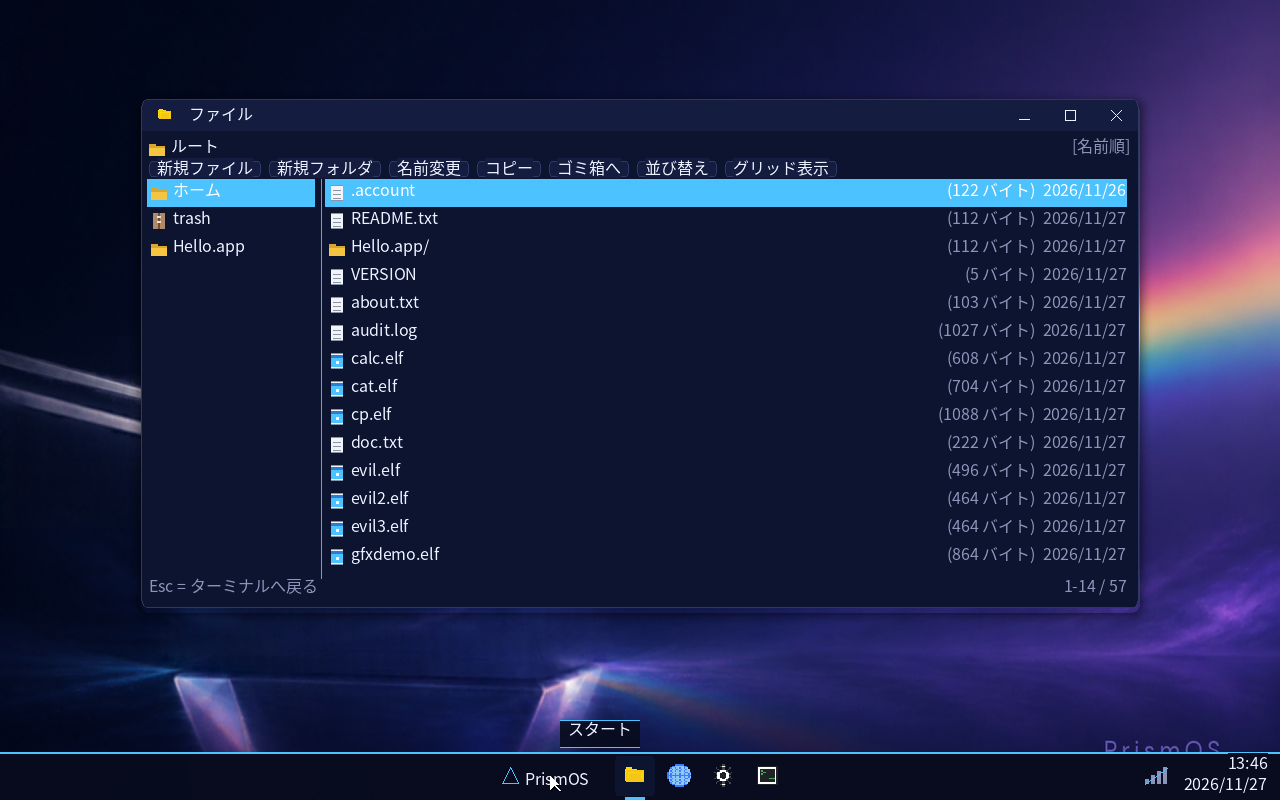 ファイル
ルート [名前順]
新規ファイル 新規フォルダ 名前変更 コピー ゴミ箱へ 並び替え グリッド表示
ホーム
trash
Hello.app
.account (122 バイト) 2026/11/26
README.txt (112 バイト) 2026/11/27
Hello.app/ (112 バイト) 2026/11/27
VERSION (5 バイト) 2026/11/27
about.txt (103 バイト) 2026/11/27
audit.log (1027 バイト) 2026/11/27
calc.elf (608 バイト) 2026/11/27
cat.elf (704 バイト) 2026/11/27
cp.elf (1088 バイト) 2026/11/27
doc.txt (222 バイト) 2026/11/27
evil.elf (496 バイト) 2026/11/27
evil2.elf (464 バイト) 2026/11/27
evil3.elf (464 バイト) 2026/11/27
gfxdemo.elf (864 バイト) 2026/11/27
Esc = ターミナルへ戻る 1-14 / 57
スタート
PrismOS
PrismOS
13:46
2026/11/27